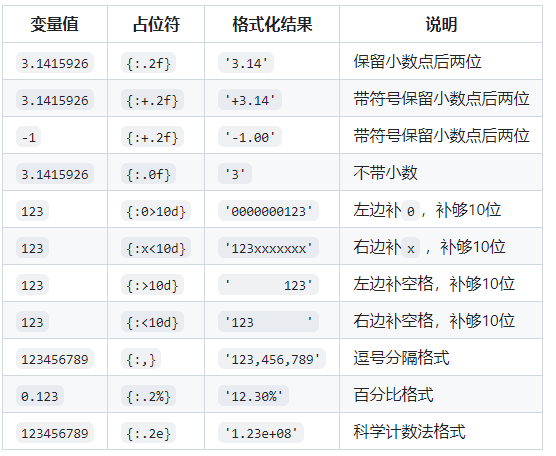 变量值 占位符 格式化结果 说明
3.1415926 {:.2f} '3.14' 保留小数点后两位
3.1415926 {:+.2f} '+3.14' 带符号保留小数点后两位
-1 {:+.2f} '-1.00' 带符号保留小数点后两位
3.1415926 {:.0f} '3' 不带小数
123 {:0>10d} '0000000123' 左边补 0 ，补够10位
123 {:x<10d} '123xxxxxxx' 右边补 x ，补够10位
123 {:>10d} '       123' 左边补空格，补够10位
123 {:<10d} '123       ' 右边补空格，补够10位
123456789 {:,} '123,456,789' 逗号分隔格式
0.123 {:.2%} '12.30%' 百分比格式
123456789 {:.2e} '1.23e+08' 科学计数法格式